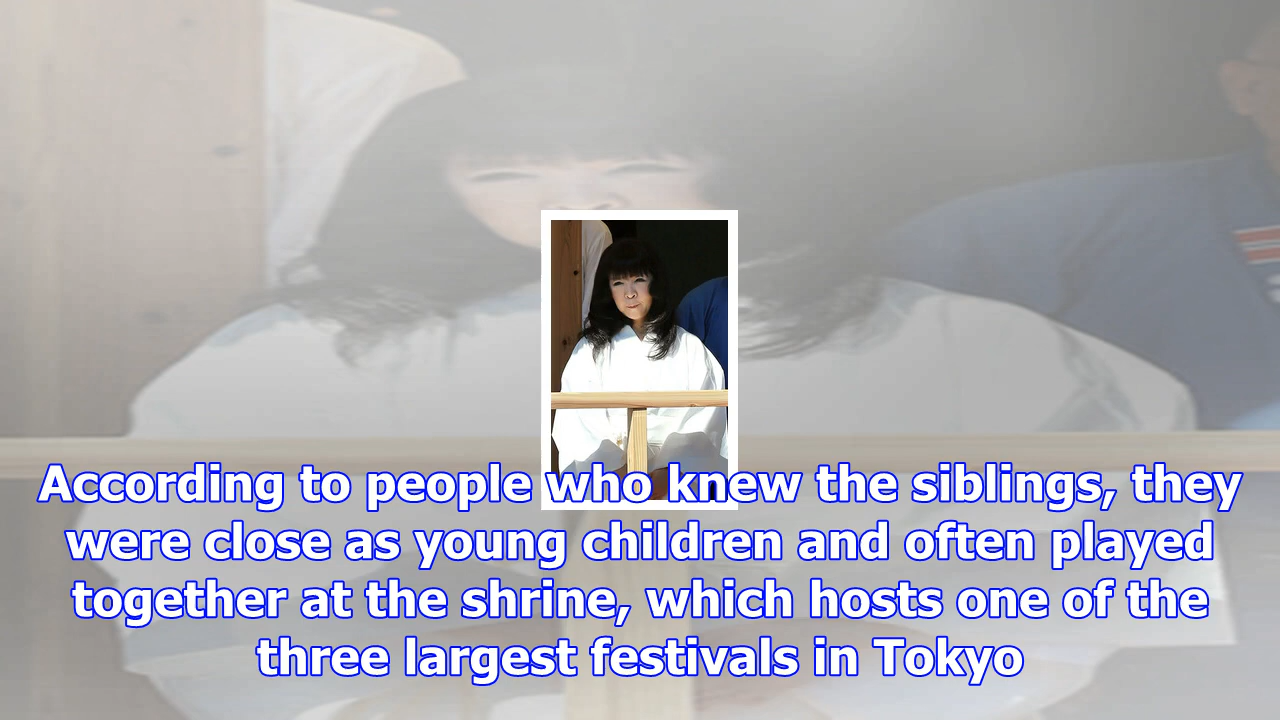 According to people who knew the siblings, they
were close as young children and often played
together at the shrine, which hosts one of the
three largest festivals in Tokyo